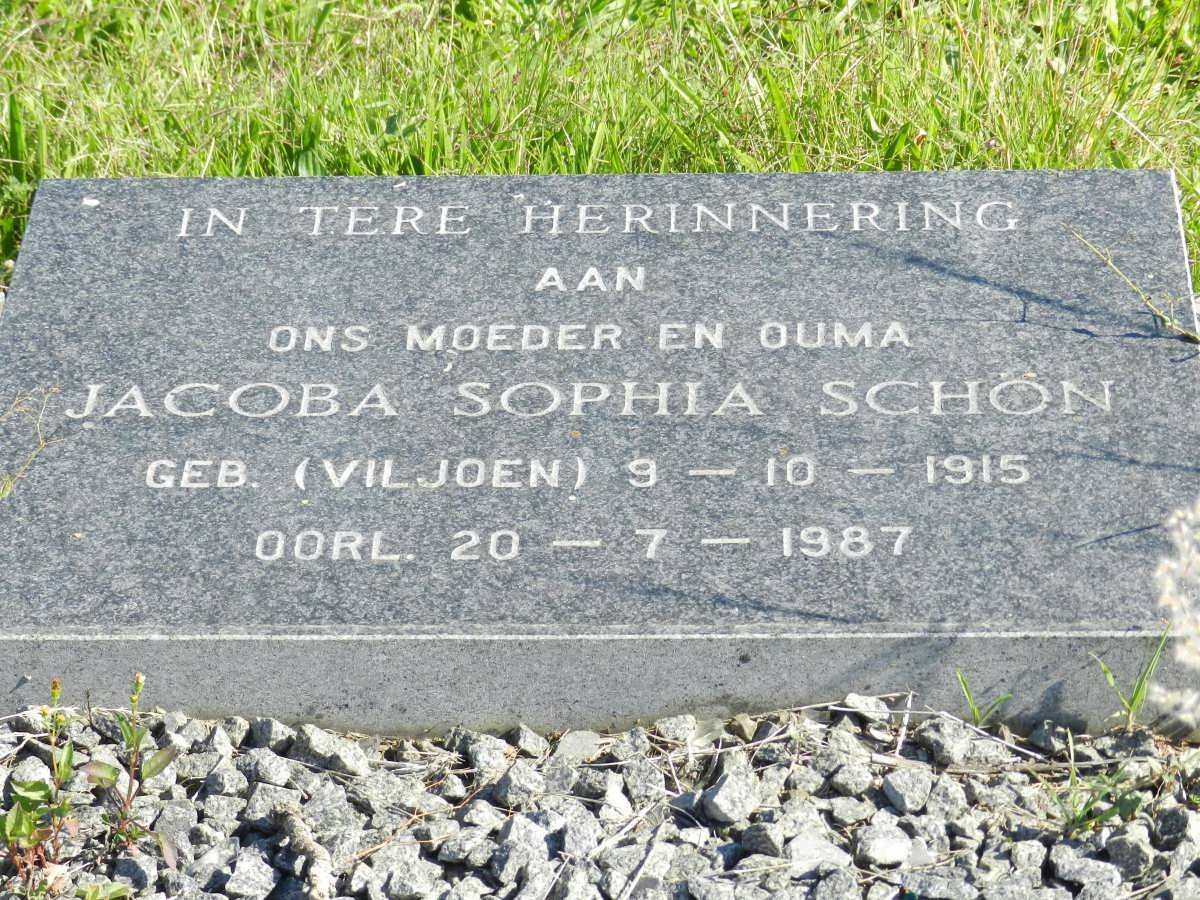 IN TERE HERINNERING
AAN
ONS MOEDER EN OUMA
JACOBA SOPHIA SCHÖN
GEB. (VILJOEN) 9 – 10 – 1915
OORL. 20 – 7 – 1987